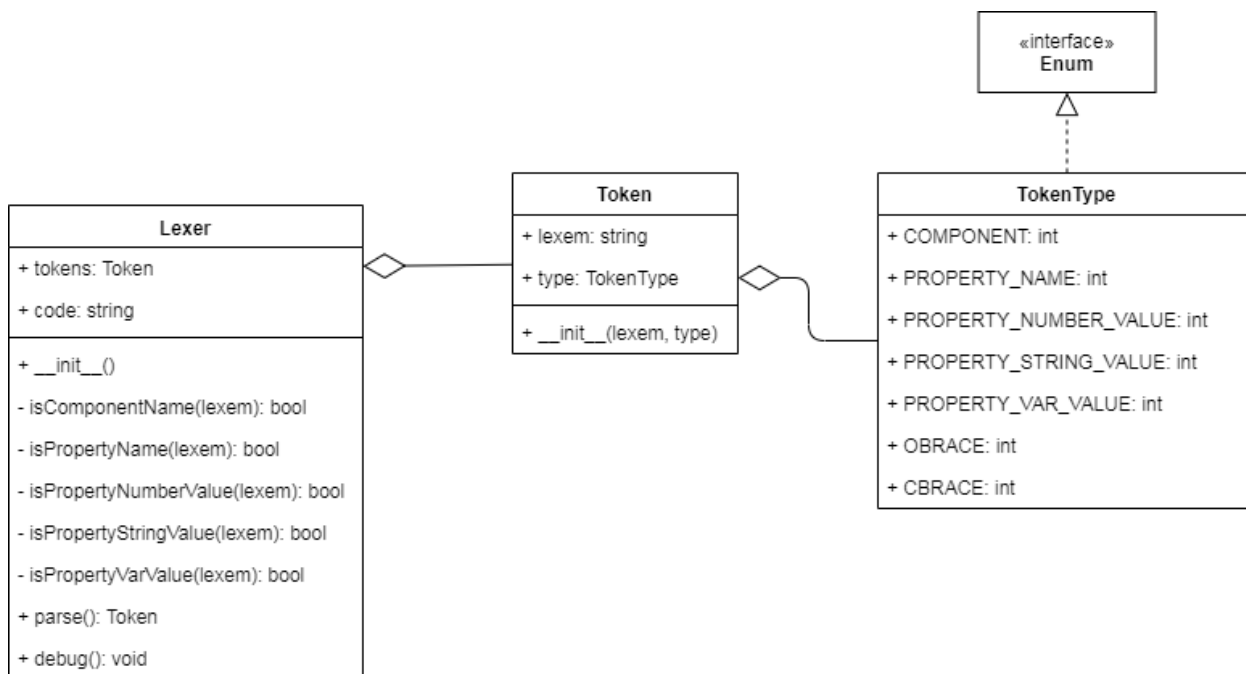 «interface»
Enum
Lexer
+ tokens: Token
+ code: string
+ __init__()
- isComponentName(lexem): bool
- isPropertyName(lexem): bool
- isPropertyNumberValue(lexem): bool
- isPropertyStringValue(lexem): bool
- isPropertyVarValue(lexem): bool
+ parse(): Token
+ debug(): void
Token
+ lexem: string
+ type: TokenType
+ __init__(lexem, type)
TokenType
+ COMPONENT: int
+ PROPERTY_NAME: int
+ PROPERTY_NUMBER_VALUE: int
+ PROPERTY_STRING_VALUE: int
+ PROPERTY_VAR_VALUE: int
+ OBRACE: int
+ CBRACE: int